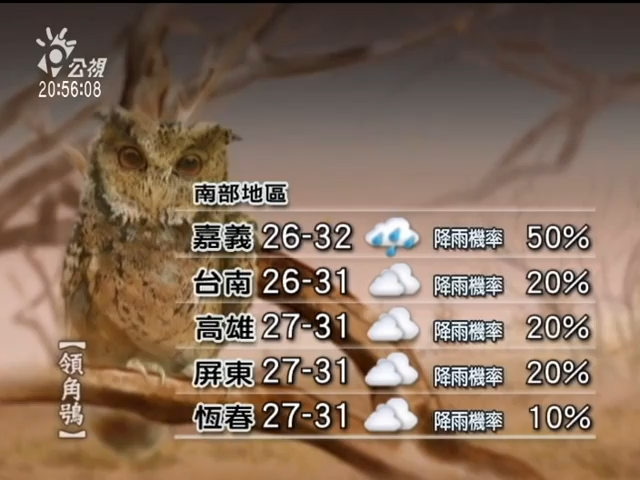 公視
20:56:08
南部地區
嘉義 26-32 降雨機率 50%
台南 26-31 降雨機率 20%
高雄 27-31 降雨機率 20%
屏東 27-31 降雨機率 20%
恆春 27-31 降雨機率 10%
【領角鴞】